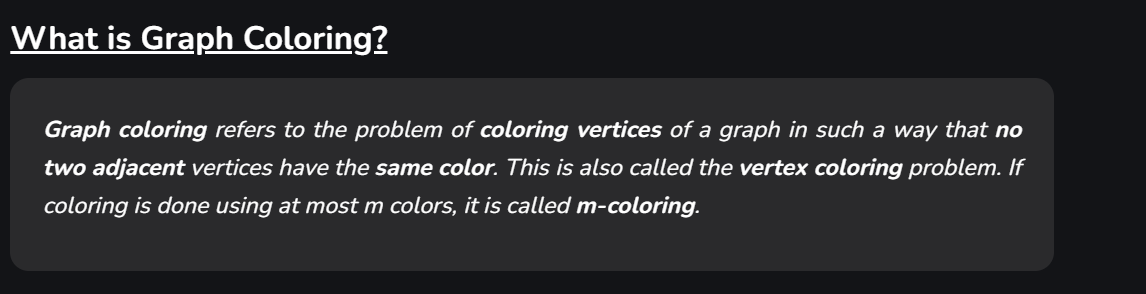 What is Graph Coloring?
Graph coloring refers to the problem of coloring vertices of a graph in such a way that no
two adjacent vertices have the same color. This is also called the vertex coloring problem. If
coloring is done using at most m colors, it is called m-coloring.